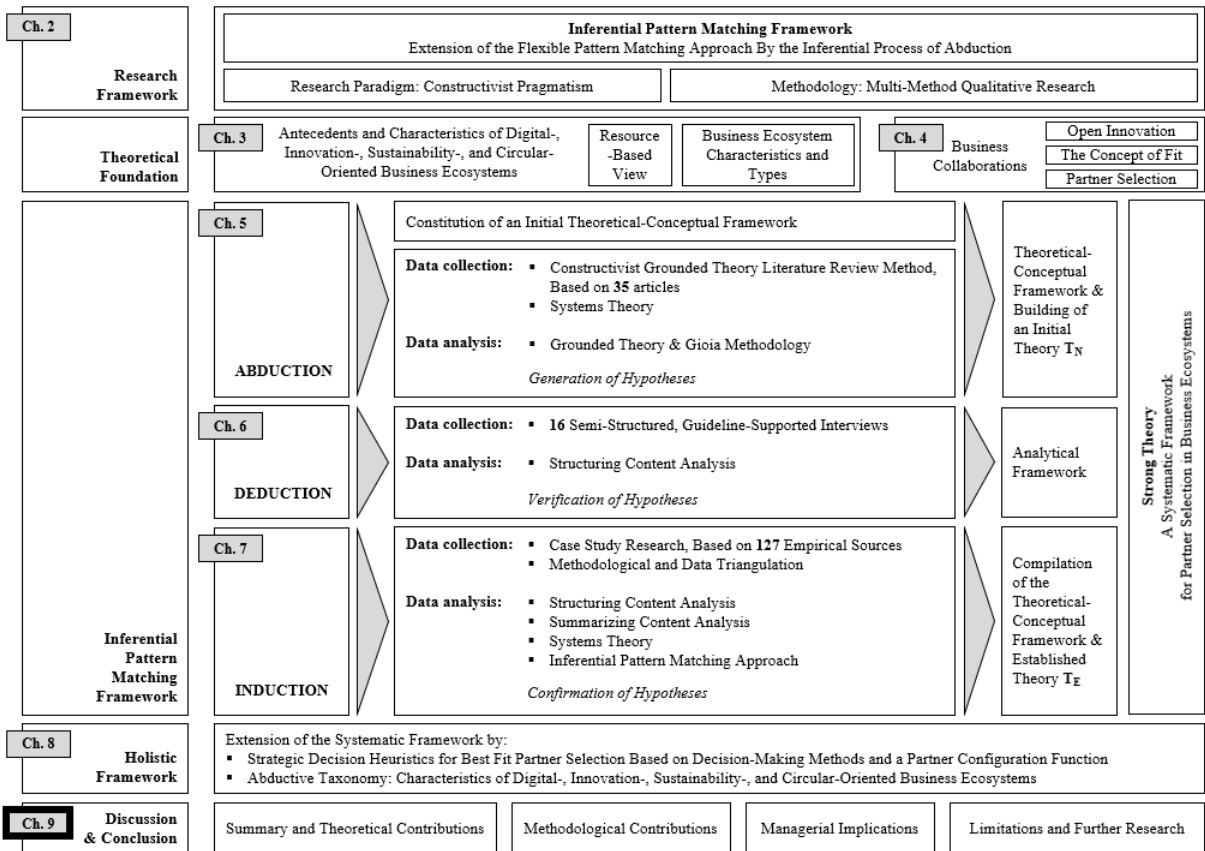 Ch. 2
Research
Framework
Inferential Pattern Matching Framework
Extension of the Flexible Pattern Matching Approach By the Inferential Process of Abduction
Research Paradigm: Constructivist Pragmatism
Methodology: Multi-Method Qualitative Research
Theoretical
Foundation
Ch. 3
Antecedents and Characteristics of Digital-,
Innovation-, Sustainability-, and Circular-
Oriented Business Ecosystems
Resource
-Based
View
Business Ecosystem
Characteristics and
Types
Ch. 4
Business
Collaborations
Open Innovation
The Concept of Fit
Partner Selection
Inferential
Pattern
Matching
Framework
Ch. 5
ABDUCTION
Constitution of an Initial Theoretical-Conceptual Framework
Data collection: ▪ Constructivist Grounded Theory Literature Review Method,
Based on 35 articles
▪ Systems Theory
Data analysis: ▪ Grounded Theory & Gioia Methodology
Generation of Hypotheses
Theoretical-
Conceptual
Framework &
Building of
an Initial
Theory TN
Ch. 6
DEDUCTION
Data collection: ▪ 16 Semi-Structured, Guideline-Supported Interviews
Data analysis: ▪ Structuring Content Analysis
Verification of Hypotheses
Analytical
Framework
Ch. 7
INDUCTION
Data collection: ▪ Case Study Research, Based on 127 Empirical Sources
▪ Methodological and Data Triangulation
Data analysis: ▪ Structuring Content Analysis
▪ Summarizing Content Analysis
▪ Systems Theory
▪ Inferential Pattern Matching Approach
Confirmation of Hypotheses
Compilation
of the
Theoretical-
Conceptual
Framework &
Established
Theory TE
Strong Theory
A Systematic Framework
for Partner Selection in Business Ecosystems
Ch. 8
Holistic
Framework
Extension of the Systematic Framework by:
▪ Strategic Decision Heuristics for Best Fit Partner Selection Based on Decision-Making Methods and a Partner Configuration Function
▪ Abductive Taxonomy: Characteristics of Digital-, Innovation-, Sustainability-, and Circular-Oriented Business Ecosystems
Ch. 9
Discussion
& Conclusion
Summary and Theoretical Contributions
Methodological Contributions
Managerial Implications
Limitations and Further Research